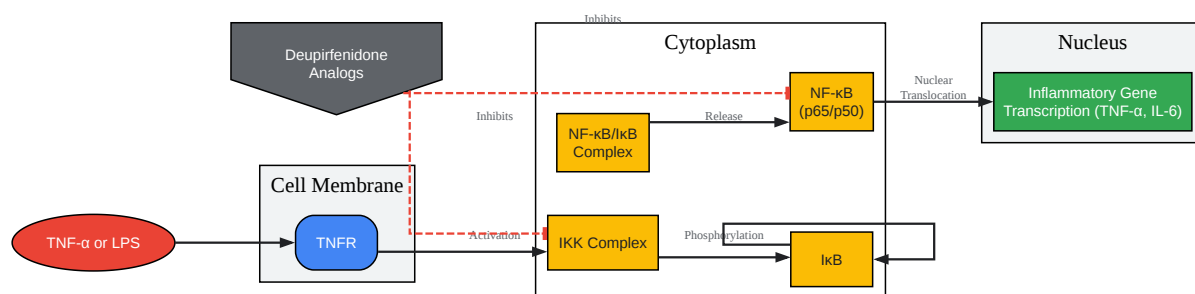 Inhibits
Deupirfenidone
Analogs
Cytoplasm
Nucleus
NF-κB
(p65/p50)
Nuclear
Translocation
Inflammatory Gene
Transcription (TNF-α, IL-6)
Inhibits
NF-κB/IκB
Complex
Release
Cell Membrane
TNF-α or LPS
TNFR
Activation
IKK Complex
Phosphorylation
IκB